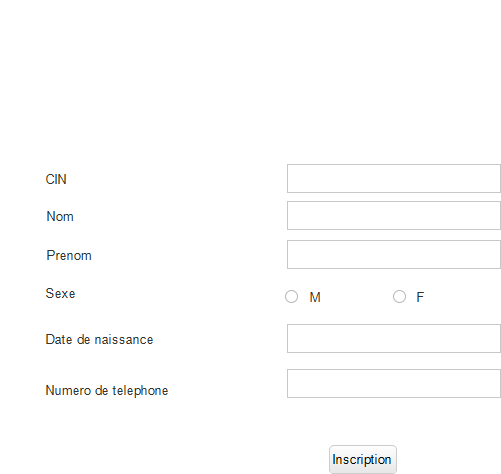 CIN
Nom
Prenom
Sexe M F
Date de naissance
Numero de telephone
Inscription